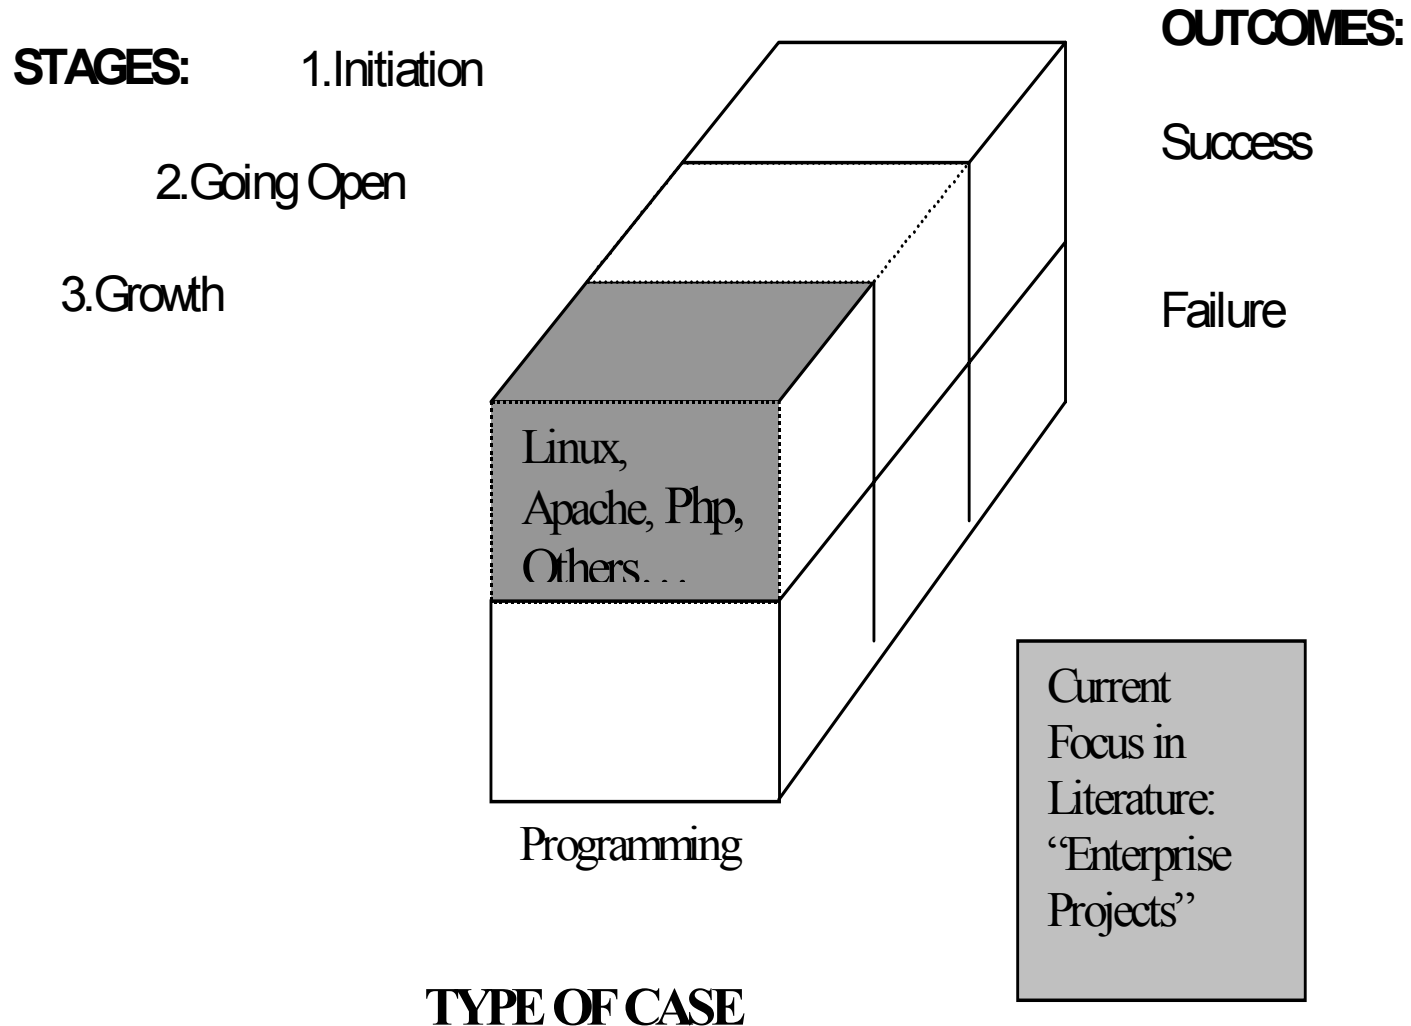 OUTCOMES:
STAGES: 1.Initiation
Success
2.Going Open
3.Growth
Failure
Linux,
Apache, Php,
Others…
Current
Focus in
Literature:
“Enterprise
Projects”
Programming
TYPE OF CASE